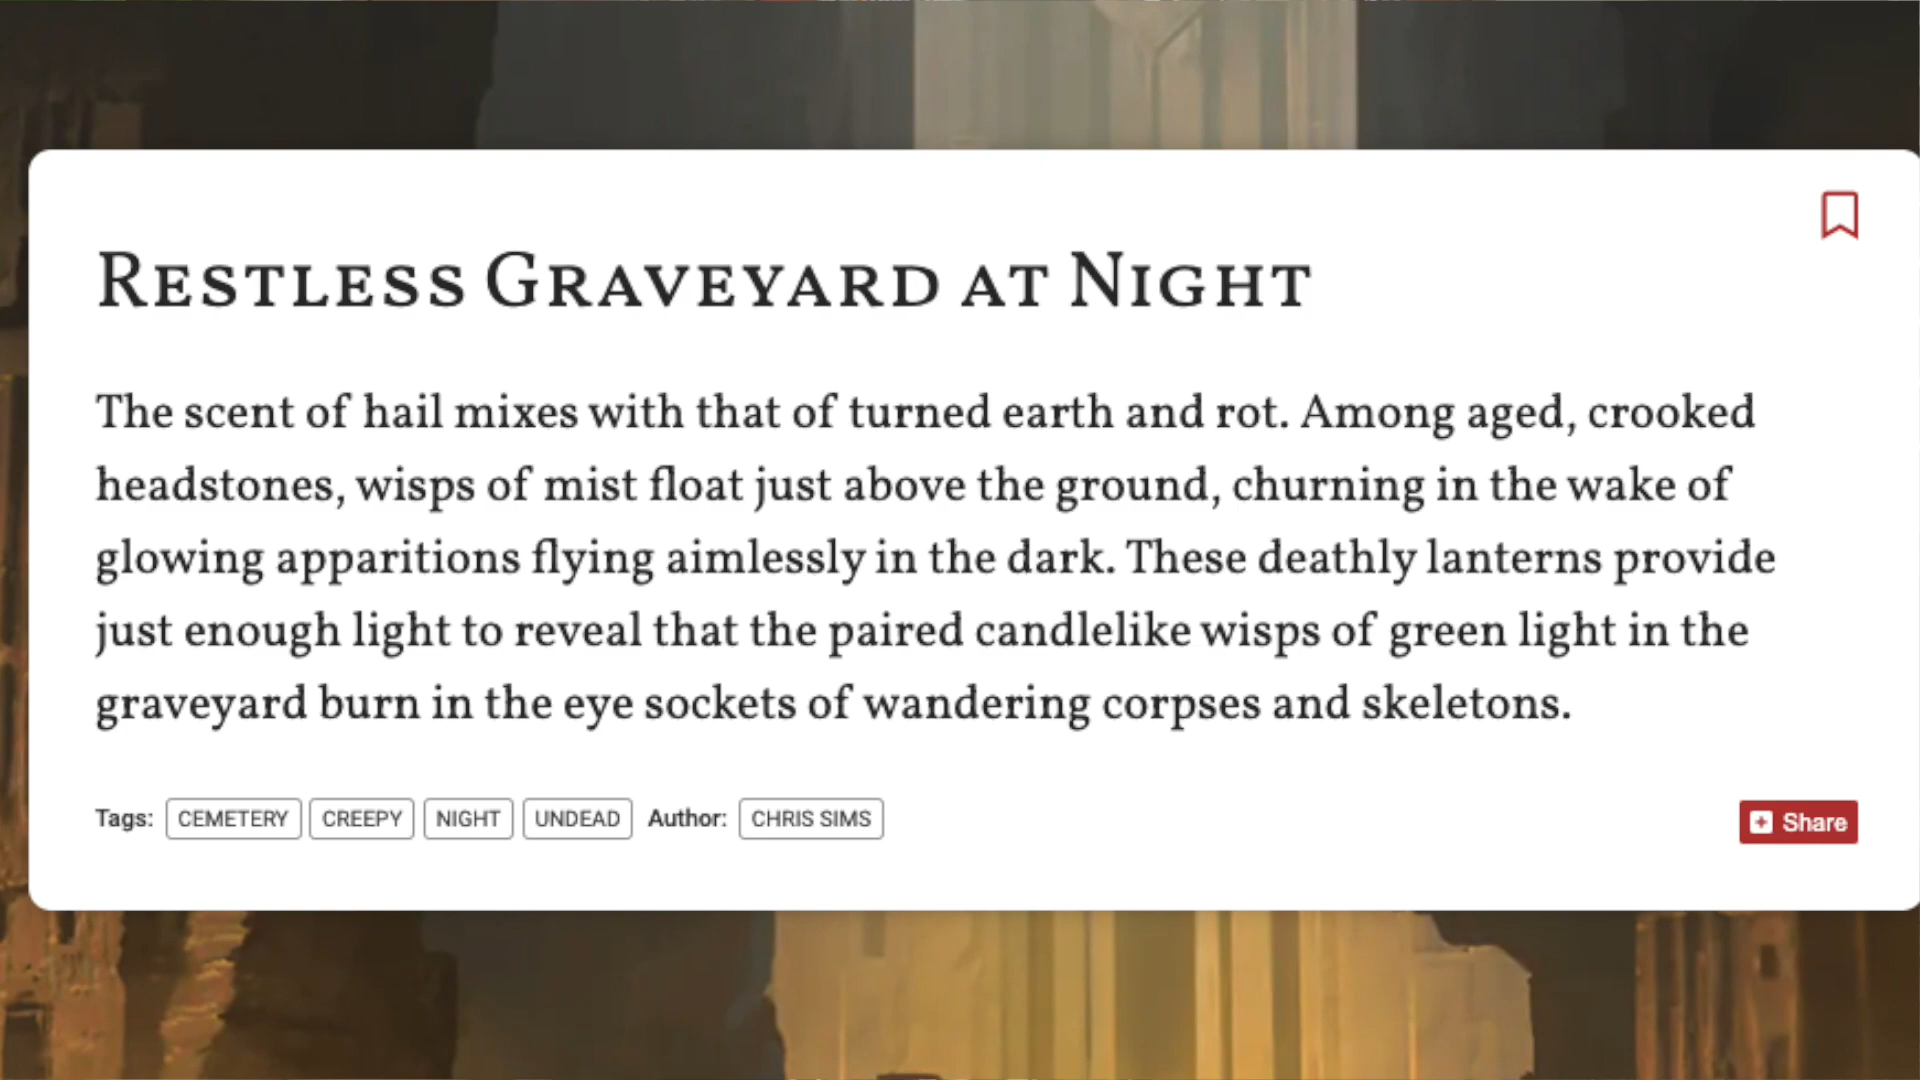 Restless Graveyard at Night
The scent of hail mixes with that of turned earth and rot. Among aged, crooked
headstones, wisps of mist float just above the ground, churning in the wake of
glowing apparitions flying aimlessly in the dark. These deathly lanterns provide
just enough light to reveal that the paired candlelike wisps of green light in the
graveyard burn in the eye sockets of wandering corpses and skeletons.
Tags: CEMETERY CREEPY NIGHT UNDEAD Author: CHRIS SIMS
Share